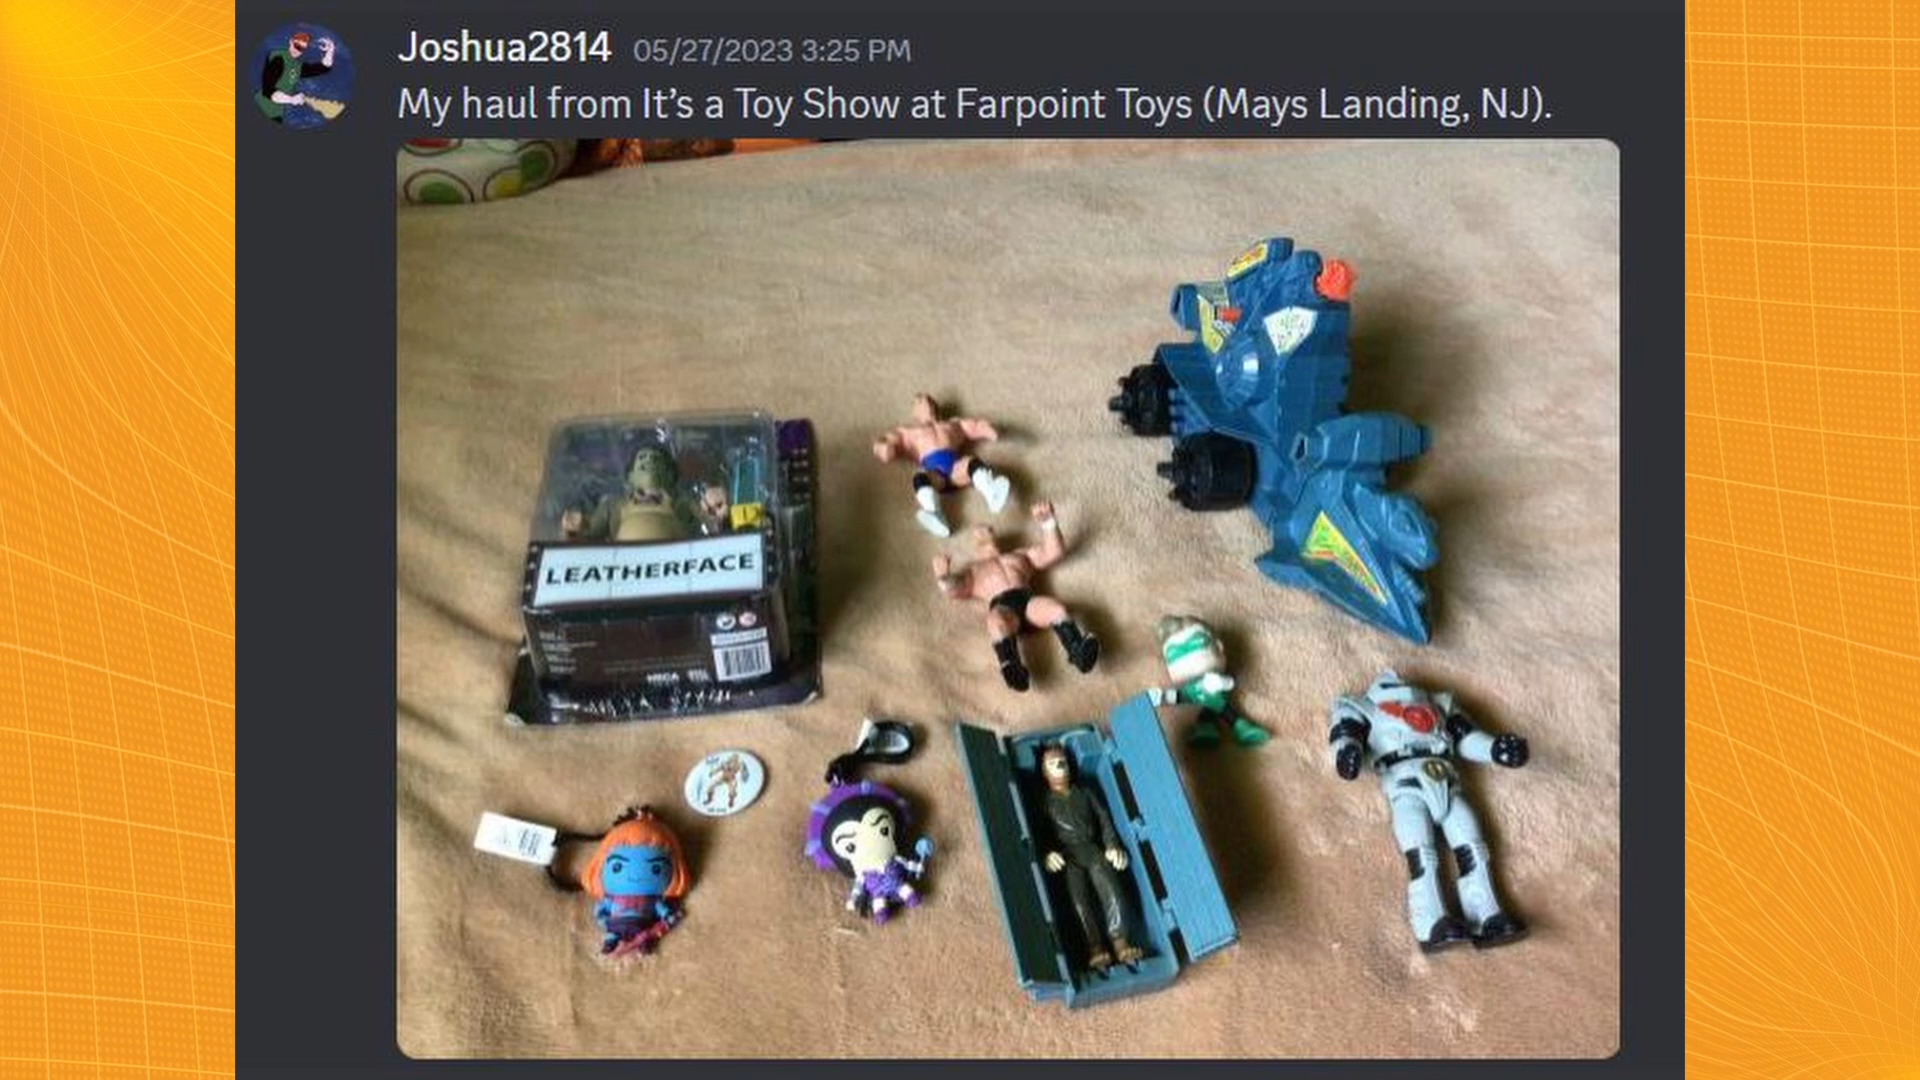 Joshua2814 05/27/2023 3:25 PM
My haul from It's a Toy Show at Farpoint Toys (Mays Landing, NJ).
LEATHERFACE
NECA